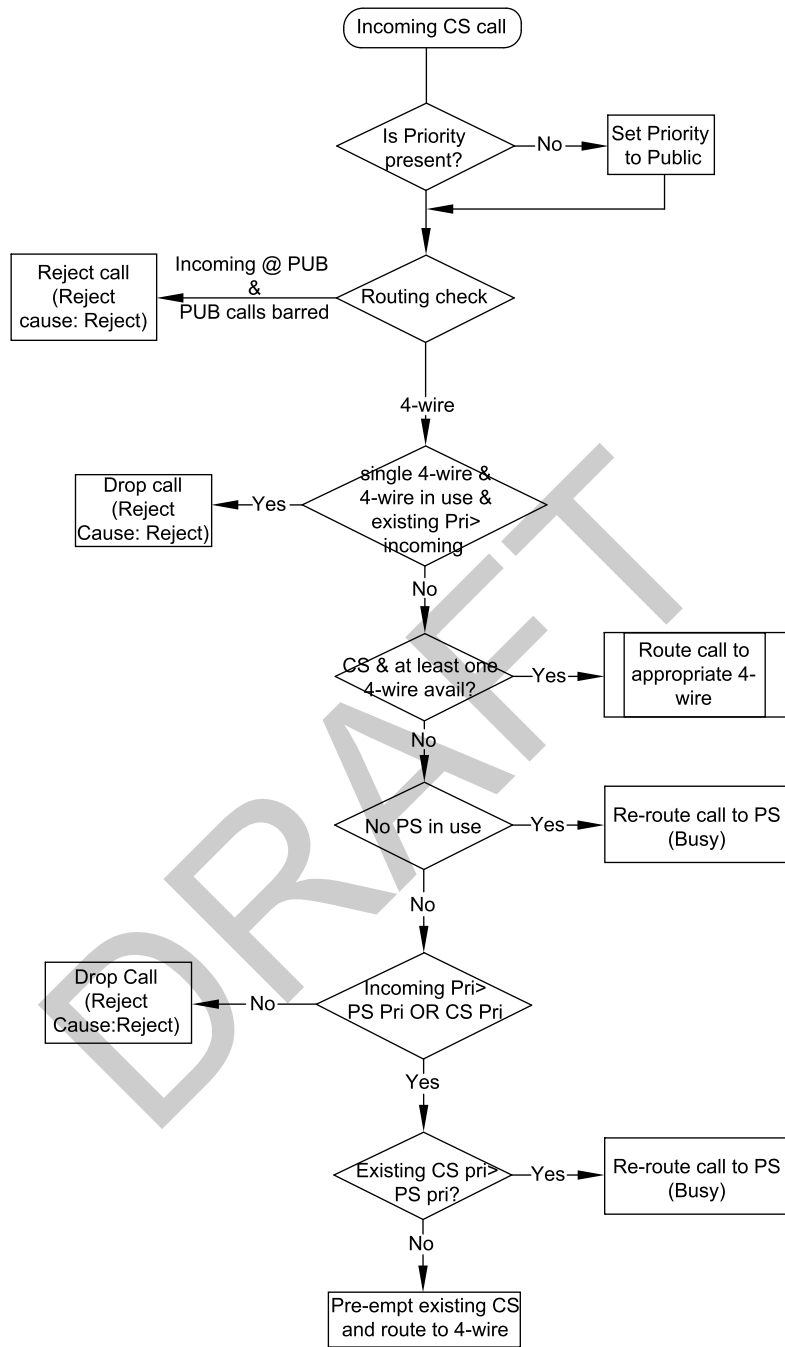 Incoming CS call
Is Priority
present?
No
Set Priority
to Public
Reject call
(Reject
cause: Reject)
Incoming @ PUB
&
PUB calls barred
Routing check
4-wire
Drop call
(Reject
Cause: Reject)
Yes
single 4-wire &
4-wire in use &
existing Pri>
incoming
No
CS & at least one
4-wire avail?
Yes
Route call to
appropriate 4-
wire
No
No PS in use
Yes
Re-route call to PS
(Busy)
No
Drop Call
(Reject
Cause:Reject)
No
Incoming Pri>
PS Pri OR CS Pri
Yes
Existing CS pri>
PS pri?
Yes
Re-route call to PS
(Busy)
No
Pre-empt existing CS
and route to 4-wire
DRAFT